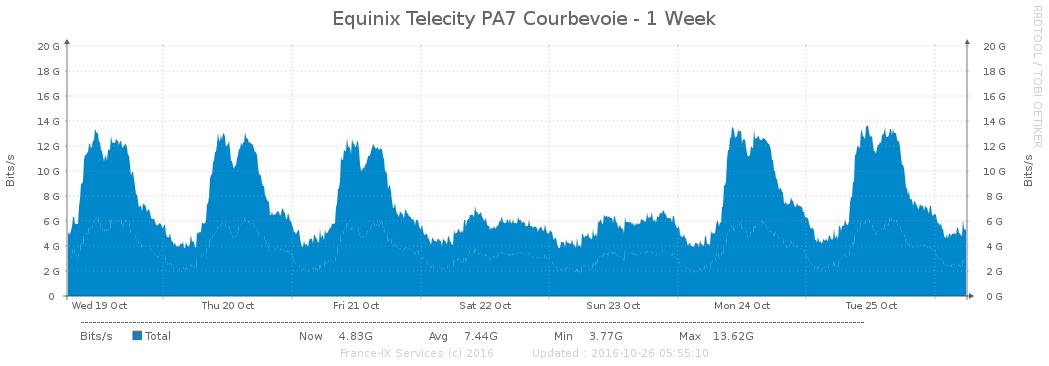 Equinix Telecity PA7 Courbevoie - 1 Week
RRDTOOL / TOBI OETIKER
20 G 20 G
18 G 18 G
16 G 16 G
14 G 14 G
12 G 12 G
10 G 10 G
8 G 8 G
6 G 6 G
4 G 4 G
2 G 2 G
0 0 G
Bits/s
Bits/s
Wed 19 Oct Thu 20 Oct Fri 21 Oct Sat 22 Oct Sun 23 Oct Mon 24 Oct Tue 25 Oct
Bits/s Total Now 4.83G Avg 7.44G Min 3.77G Max 13.62G
France-IX Services (c) 2016 Updated : 2016-10-26 05:55:10